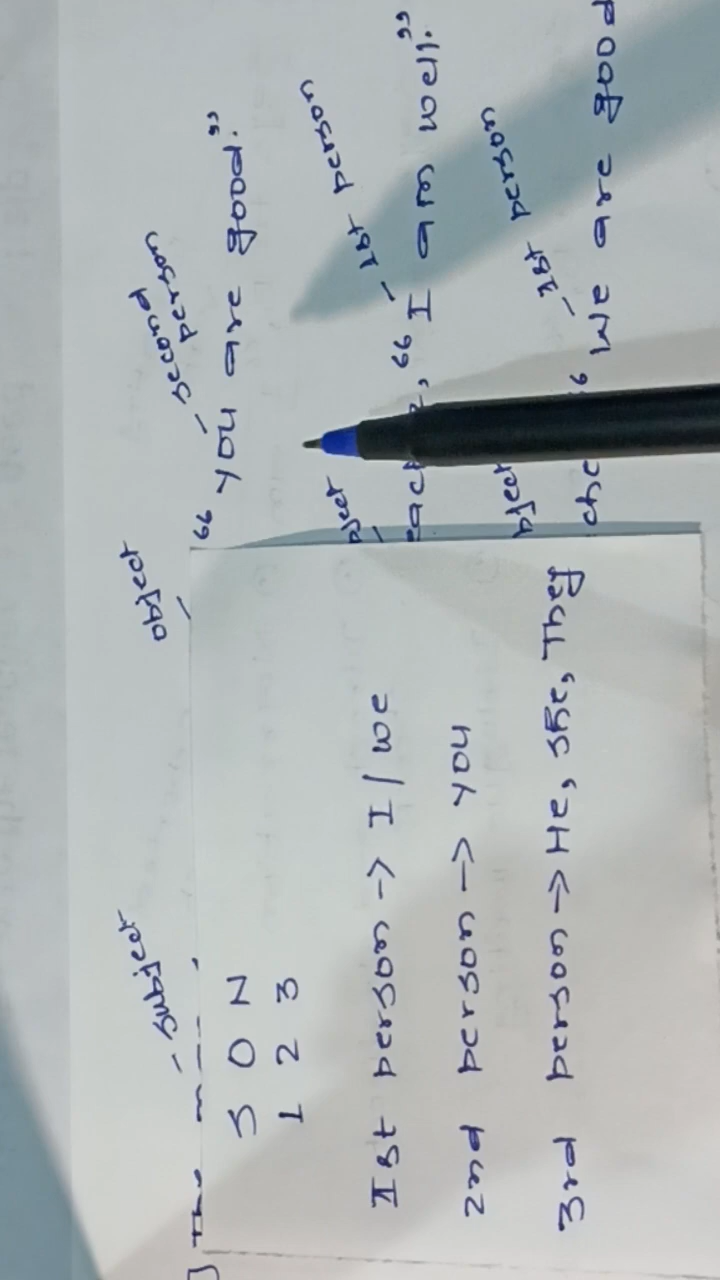 – subject object – second person
“ you are good.”
S O N
1 2 3
– 1st person
Ist person → I / we
, “ I am well.”
2nd person → you
– 1st person
3rd person → He, She, They
We are good